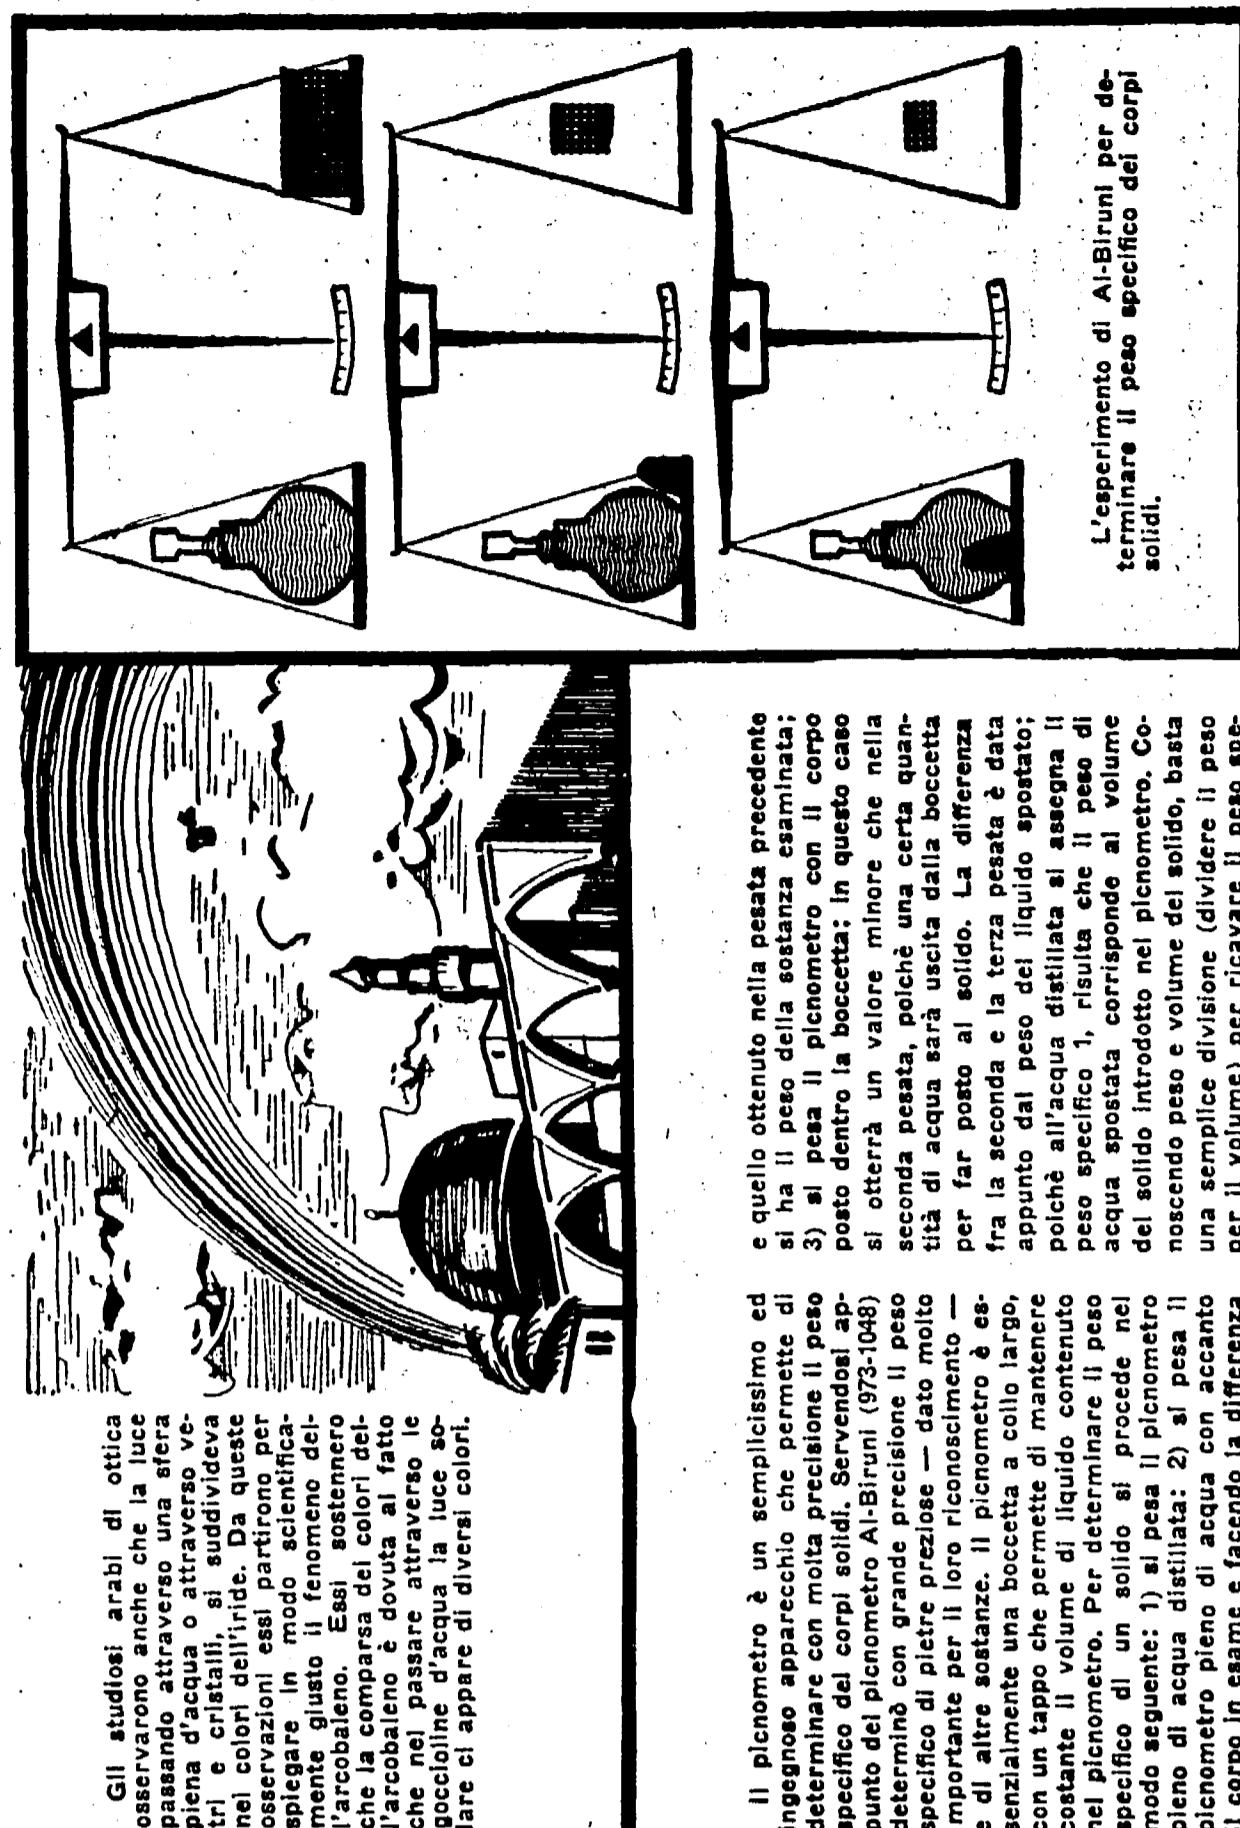 Gli studiosi arabi di ottica
osservarono anche che la luce
passando attraverso una sfera
piena d'acqua o attraverso ve-
tri e cristalli, si suddivideva
nei colori dell'iride. Da queste
osservazioni essi partirono per
spiegare in modo scientifica-
mente giusto il fenomeno del-
l'arcobaleno. Essi sostennero
che la comparsa dei colori del-
l'arcobaleno è dovuta al fatto
che nel passare attraverso le
goccioline d'acqua la luce so-
lare ci appare di diversi colori.
Il picnometro è un semplicissimo ed
ingegnoso apparecchio che permette di
determinare con molta precisione il peso
specifico dei corpi solidi. Servendosi ap-
punto del picnometro Al-Biruni (973-1048)
determinò con grande precisione il peso
specifico di pietre preziose — dato molto
importante per il loro riconoscimento —
e di altre sostanze. Il picnometro è es-
senzialmente una boccetta a collo largo,
con un tappo che permette di mantenere
costante il volume di liquido contenuto
nel picnometro. Per determinare il peso
specifico di un solido si procede nel
modo seguente: 1) si pesa il picnometro
pieno di acqua distillata: 2) si pesa il
picnometro pieno di acqua con accanto
il corpo in esame e facendo la differenza
e quello ottenuto nella pesata precedente
si ha il peso della sostanza esaminata;
3) si pesa il picnometro con il corpo
posto dentro la boccetta; in questo caso
si otterrà un valore minore che nella
seconda pesata, poichè una certa quan-
tità di acqua sarà uscita dalla boccetta
per far posto al solido. La differenza
fra la seconda e la terza pesata è data
appunto dal peso del liquido spostato;
poichè all'acqua distillata si assegna il
peso specifico 1, risulta che il peso di
acqua spostata corrisponde al volume
del solido introdotto nel picnometro. Co-
noscendo peso e volume del solido, basta
una semplice divisione (dividere il peso
per il volume) per ricavare il peso spe-
L'esperimento di Al-Biruni per de-
terminare il peso specifico dei corpi
solidi.